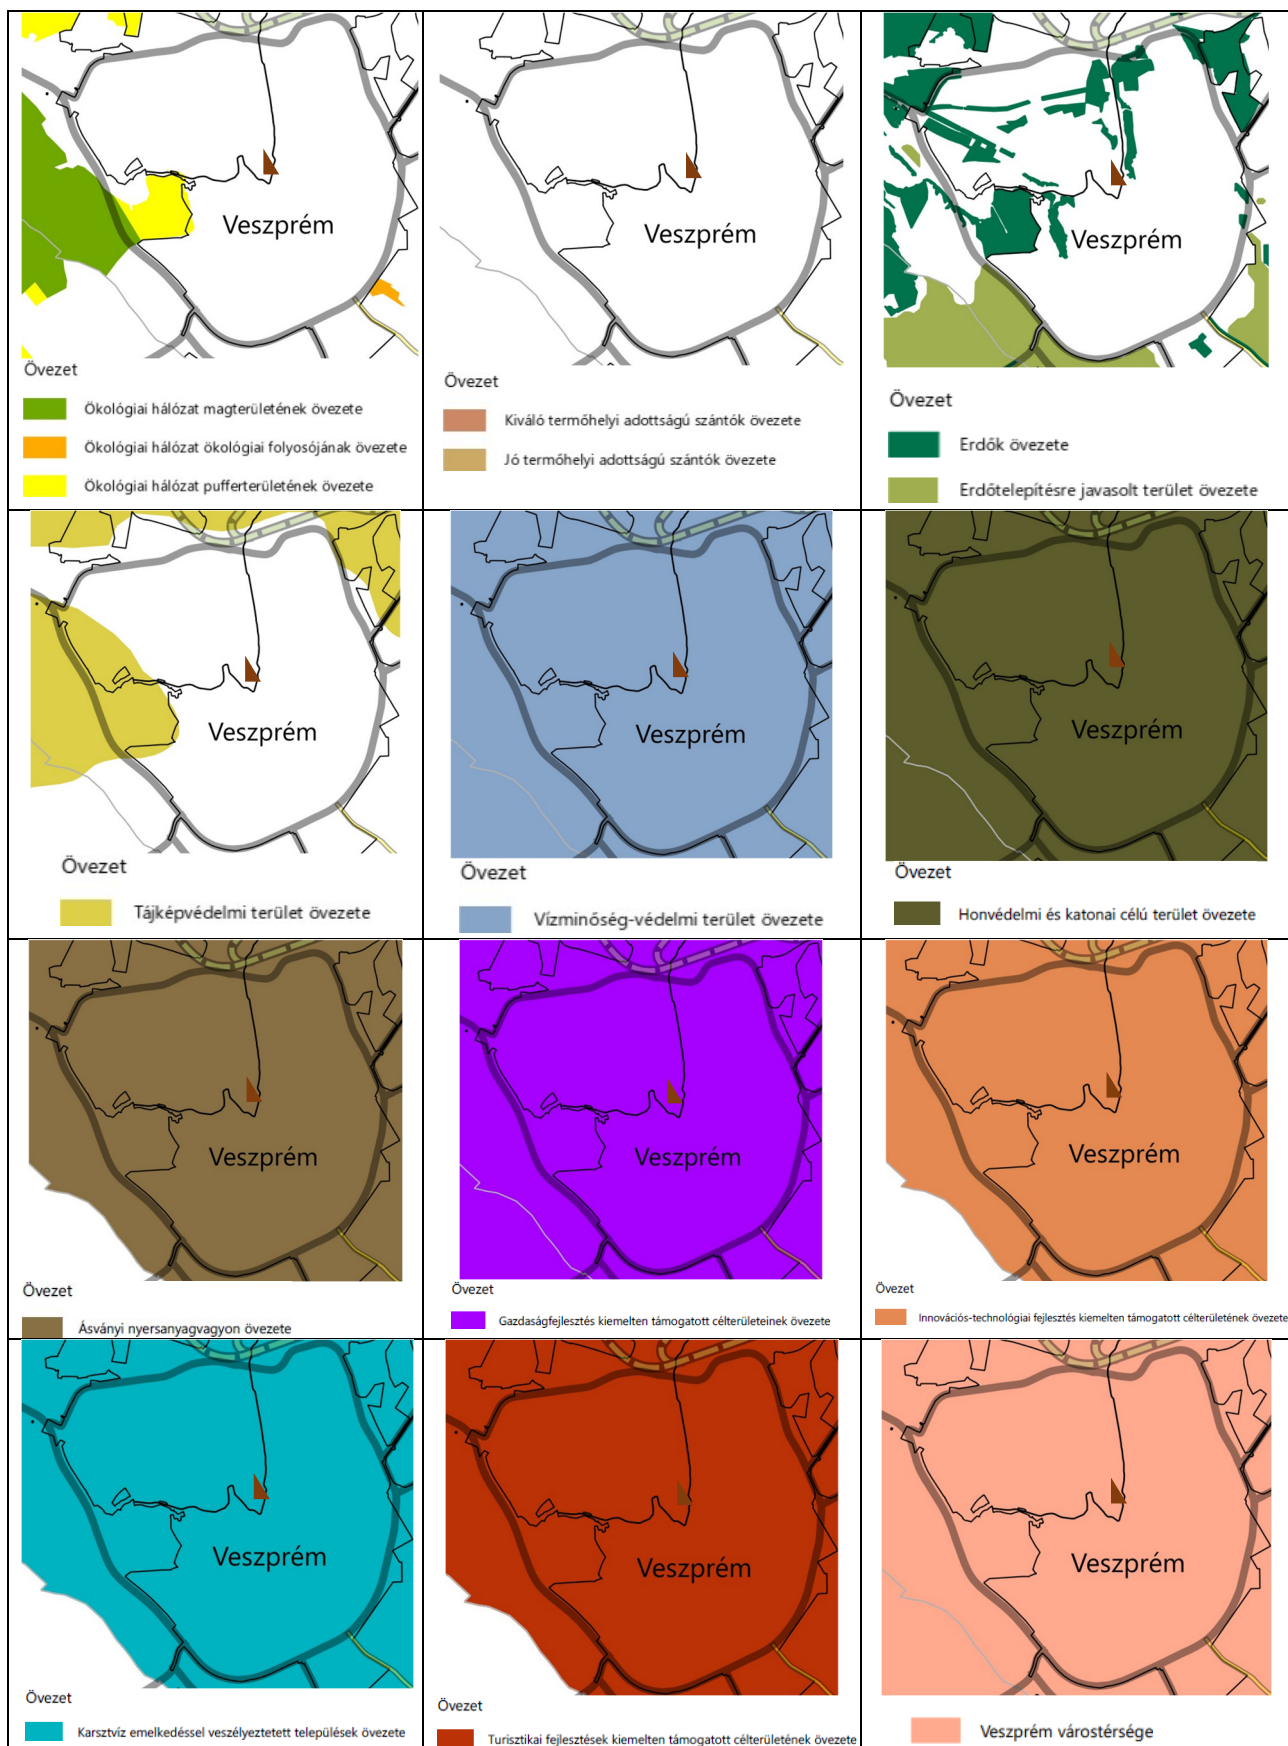 Veszprém
Övezet
Ökológiai hálózat magterületének övezete
Ökológiai hálózat ökológiai folyosójának övezete
Ökológiai hálózat pufferterületének övezete
Veszprém
Övezet
Kiváló termőhelyi adottságú szántók övezete
Jó termőhelyi adottságú szántók övezete
Veszprém
Övezet
Erdők övezete
Erdőtelepítésre javasolt terület övezete
Veszprém
Övezet
Tájképvédelmi terület övezete
Veszprém
Övezet
Vízminőség-védelmi terület övezete
Veszprém
Övezet
Honvédelmi és katonai célú terület övezete
Veszprém
Övezet
Ásványi nyersanyagvagyon övezete
Veszprém
Övezet
Gazdaságfejlesztés kiemelten támogatott célterületeinek övezete
Veszprém
Övezet
Innovációs-technológiai fejlesztés kiemelten támogatott célterületének övezete
Veszprém
Övezet
Karsztvíz emelkedéssel veszélyeztetett települések övezete
Veszprém
Övezet
Turisztikai fejlesztések kiemelten támogatott célterületének övezete
Veszprém
Veszprém várostérsége